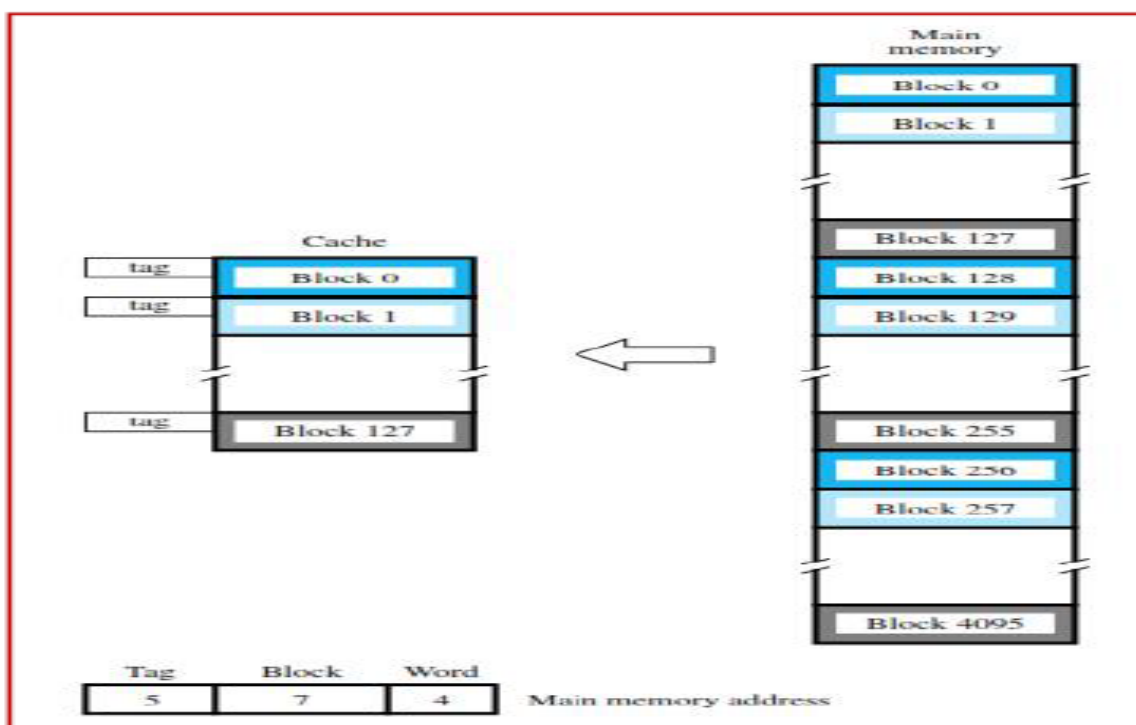 Main
memory
Block 0
Block 1
Block 127
Block 128
Block 129
Block 255
Block 256
Block 257
Block 4095
Cache
tag
Block 0
tag
Block 1
tag
Block 127
Tag Block Word
5 7 4 Main memory address